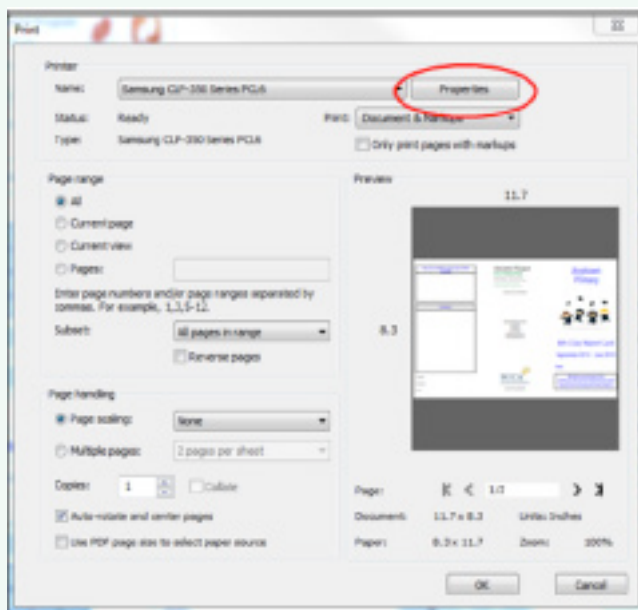 Print
Printer
Name: Samsung CLP-350 Series PCL6 Properties
Status: Ready Print: Document & Markups
Type: Samsung CLP-350 Series PCL6 Only print pages with markups
Page range
All
Current page
Current view
Pages:
Enter page numbers and/or page ranges separated by
commas. For example, 1,3,5-12.
Subset: All pages in range
Reverse pages
Page handling
Page scaling: None
Multiple pages: 2 pages per sheet
Copies: 1 Collate
Auto-rotate and center pages
Use PDF page size to select paper source
Preview
11.7
8.3
Primary
Page: 1/2
Document: 11.7 x 8.3 Units: Inches
Paper: 8.3 x 11.7 Zoom: 100%
OK Cancel